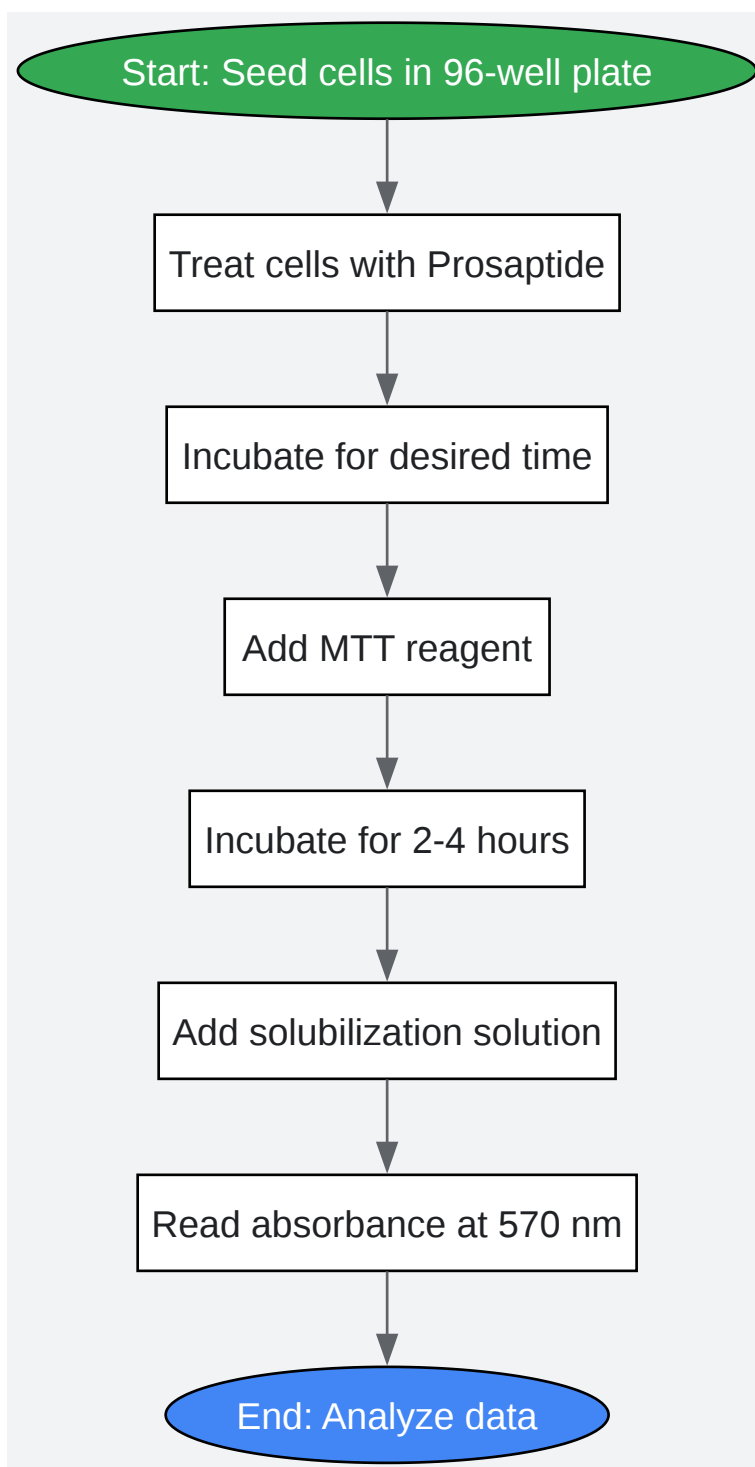 Start: Seed cells in 96-well plate
Treat cells with Prosaptide
Incubate for desired time
Add MTT reagent
Incubate for 2-4 hours
Add solubilization solution
Read absorbance at 570 nm
End: Analyze data